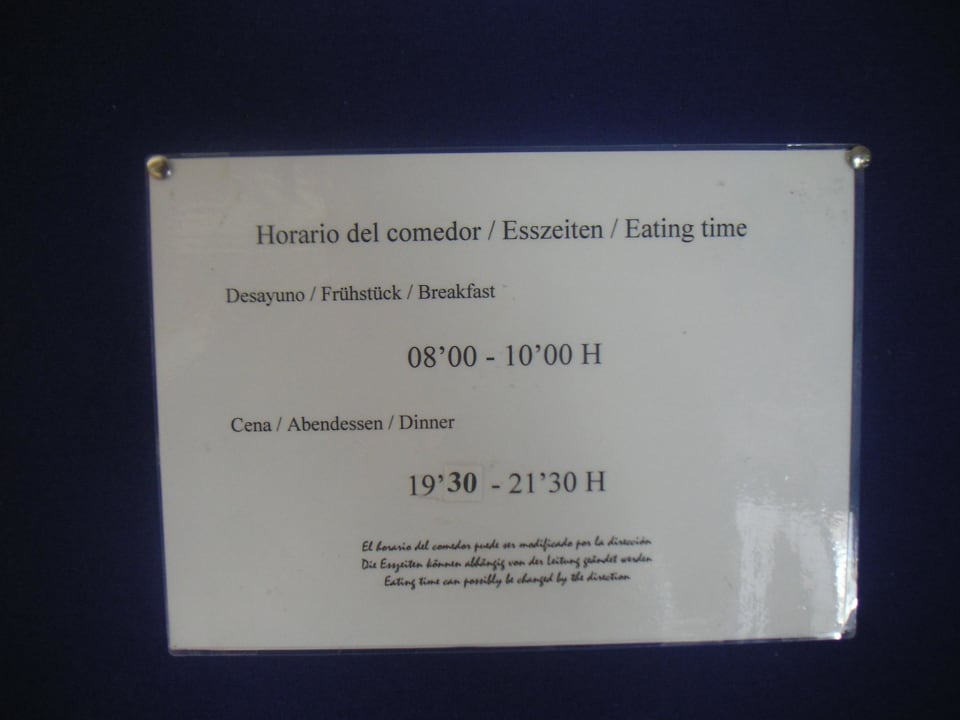 Horario del comedor / Esszeiten / Eating time
Desayuno / Frühstück / Breakfast
08’00 - 10’00 H
Cena / Abendessen / Dinner
19’30 - 21’30 H
El horario del comedor puede ser modificado por la dirección
Die Esszeiten können abhängig von der Leitung geändet werden
Eating time can possibly be changed by the direction